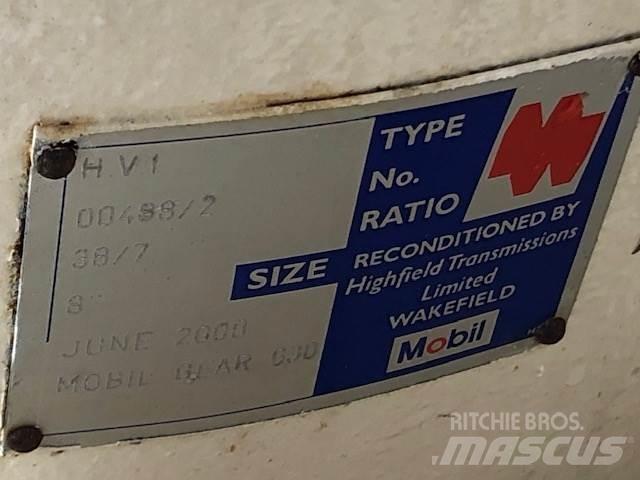 TYPE H.V1
No. 00488/2
RATIO 38/7
SIZE 8"
RECONDITIONED BY
Highfield Transmissions
Limited
WAKEFIELD
JUNE 2000
MOBIL GEAR
Mobil
RITCHIE BROS.
MASCUS